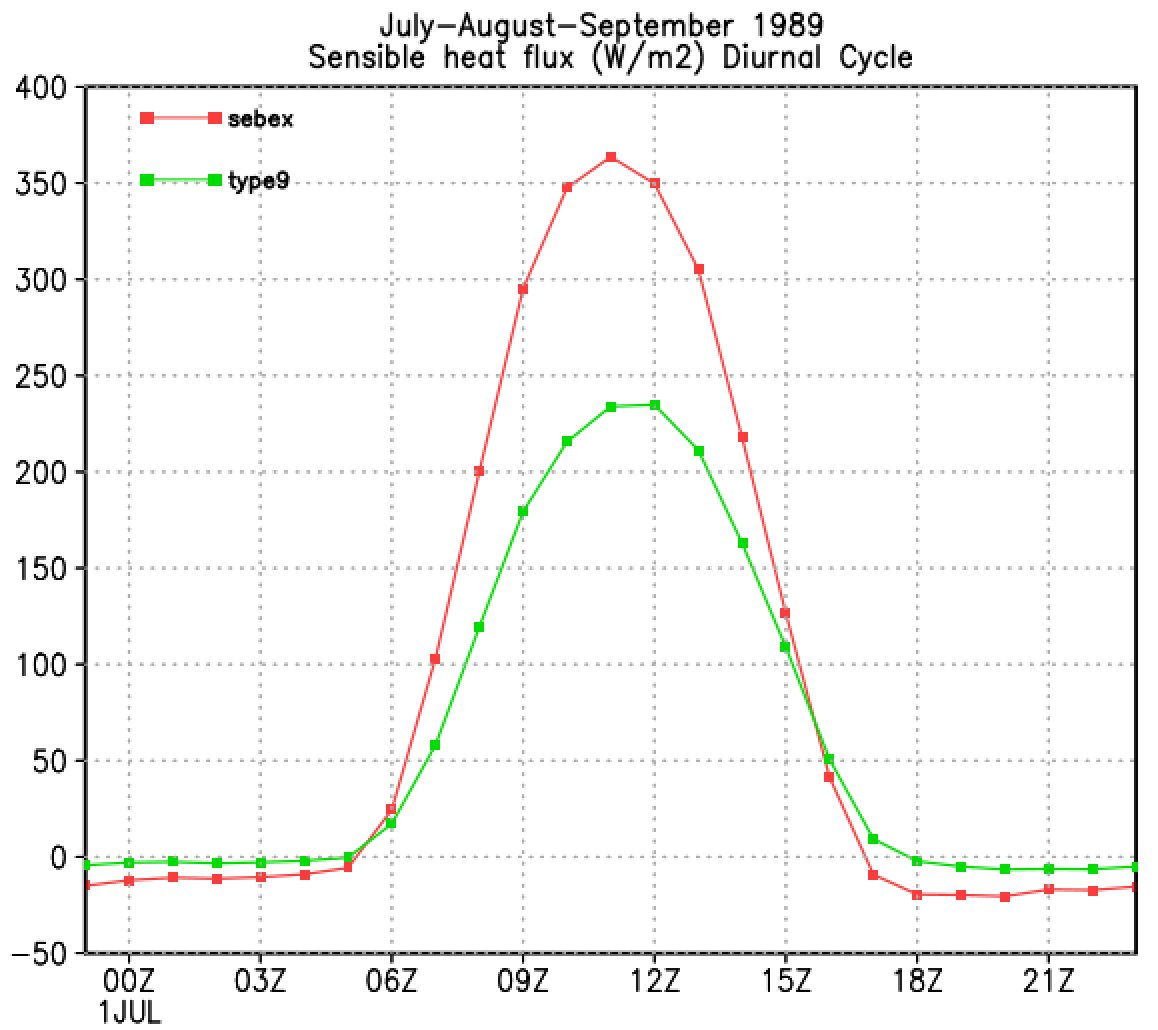 July-August-September 1989
Sensible heat flux (W/m2) Diurnal Cycle
400
sebex
350
type9
300
250
200
150
100
50
0
-50
00Z 03Z 06Z 09Z 12Z 15Z 18Z 21Z
1JUL